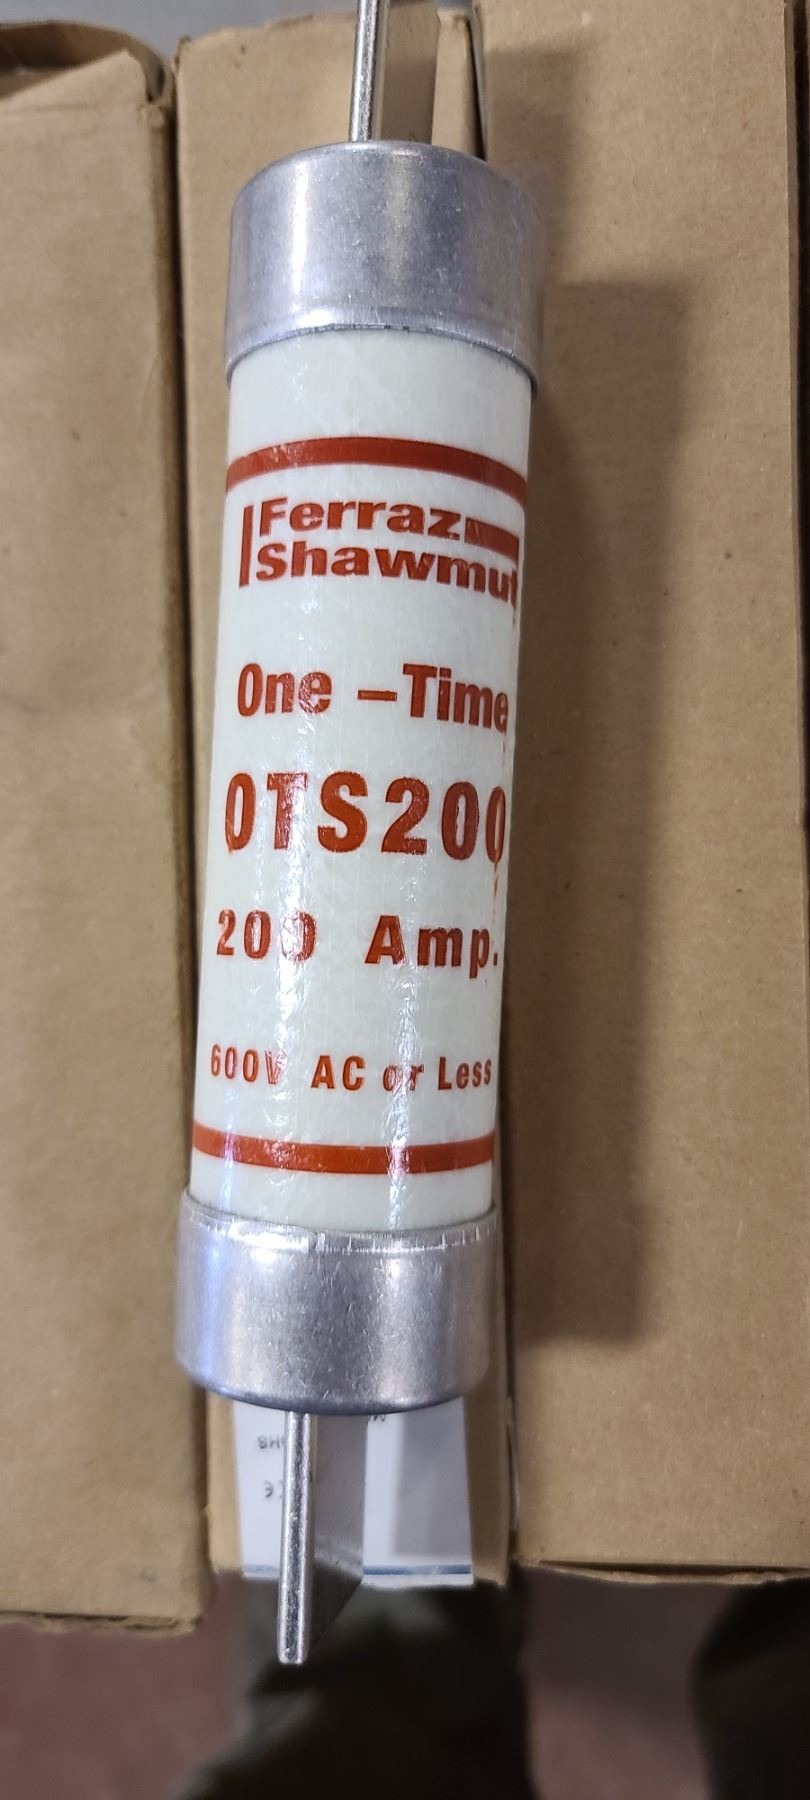 Ferraz
Shawmut
One -Time
OTS200
200 Amp.
600V AC or Less